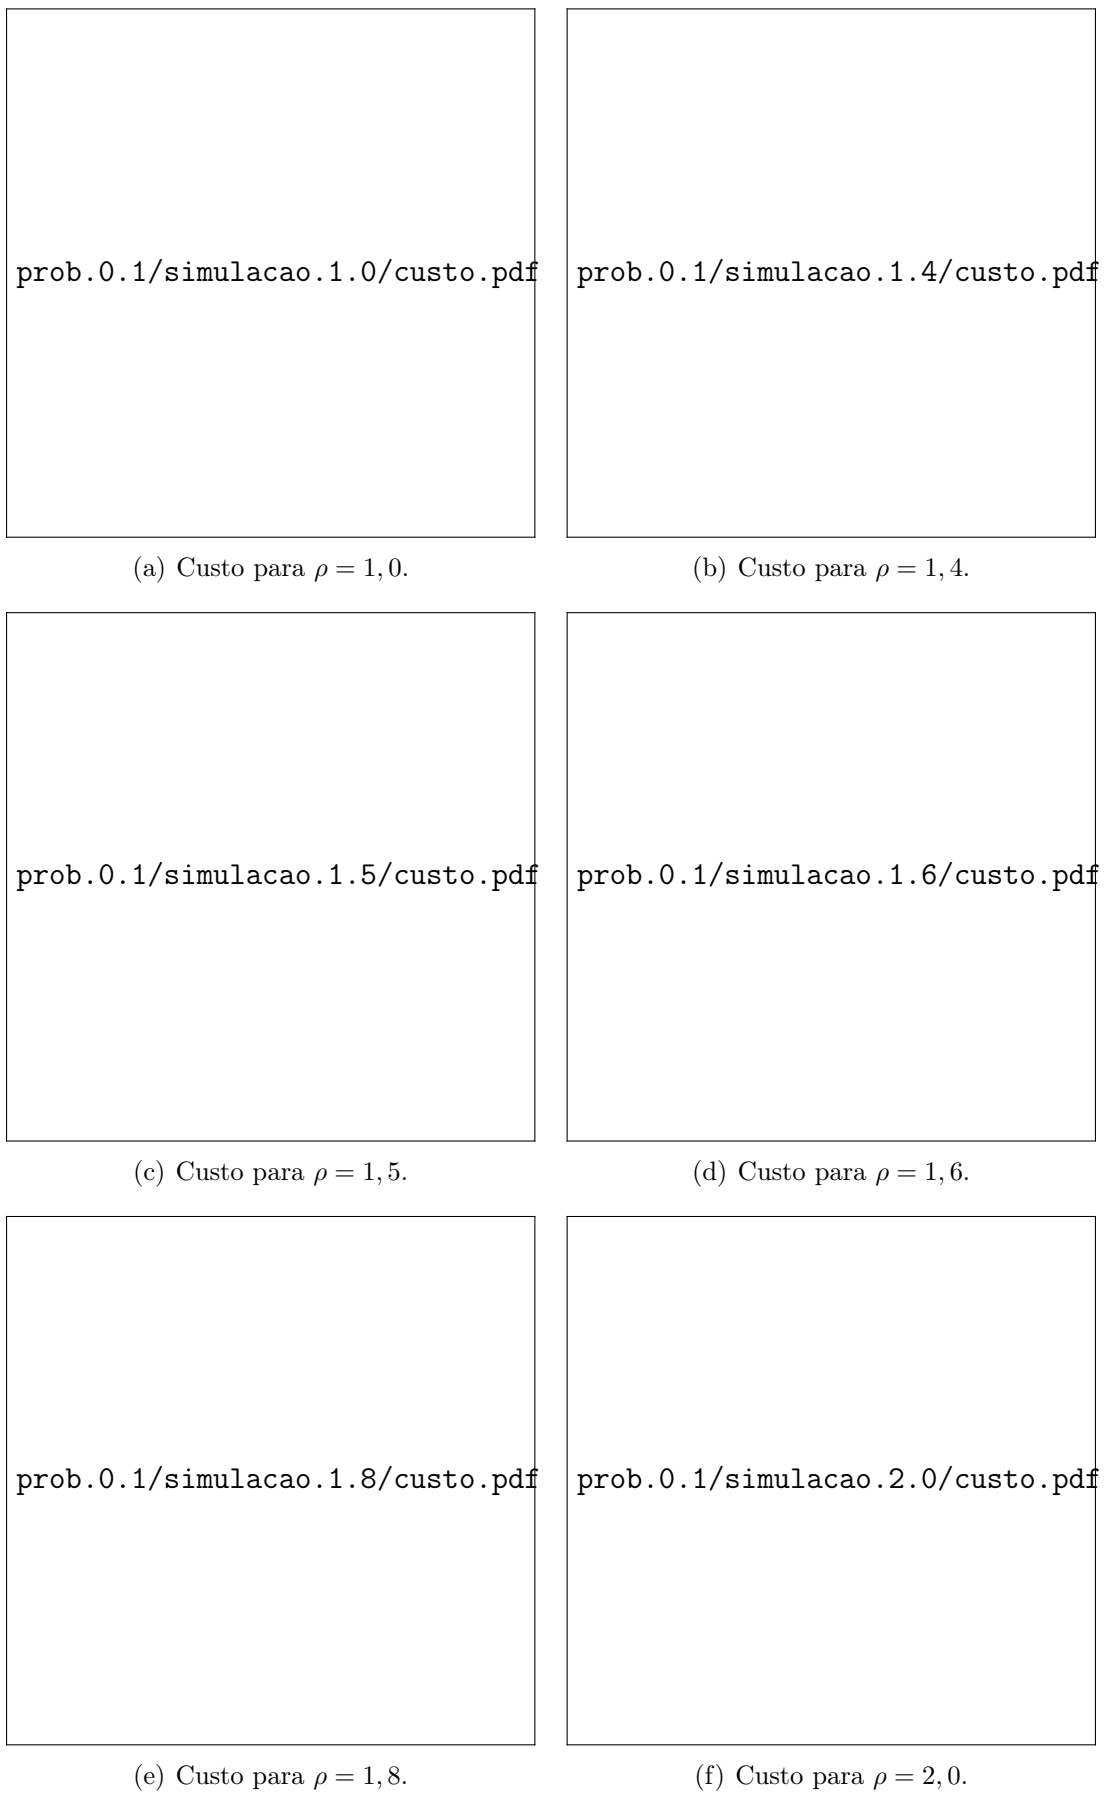 prob.0.1/simulacao.1.0/custo.pdf
prob.0.1/simulacao.1.4/custo.pdf
(a) Custo para ρ = 1, 0.
(b) Custo para ρ = 1, 4.
prob.0.1/simulacao.1.5/custo.pdf
prob.0.1/simulacao.1.6/custo.pdf
(c) Custo para ρ = 1, 5.
(d) Custo para ρ = 1, 6.
prob.0.1/simulacao.1.8/custo.pdf
prob.0.1/simulacao.2.0/custo.pdf
(e) Custo para ρ = 1, 8.
(f) Custo para ρ = 2, 0.